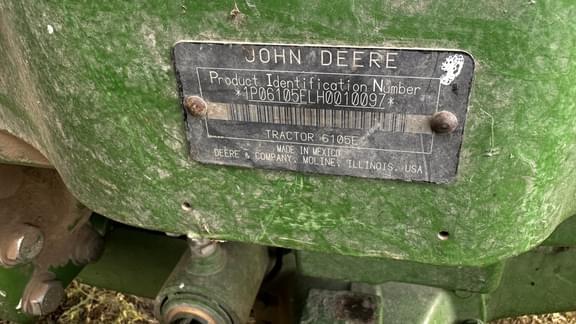 JOHN DEERE
Product Identification Number
*1P06105ELH0010097*
TRACTOR 6105E
MADE IN MEXICO
DEERE & COMPANY, MOLINE, ILLINOIS, USA